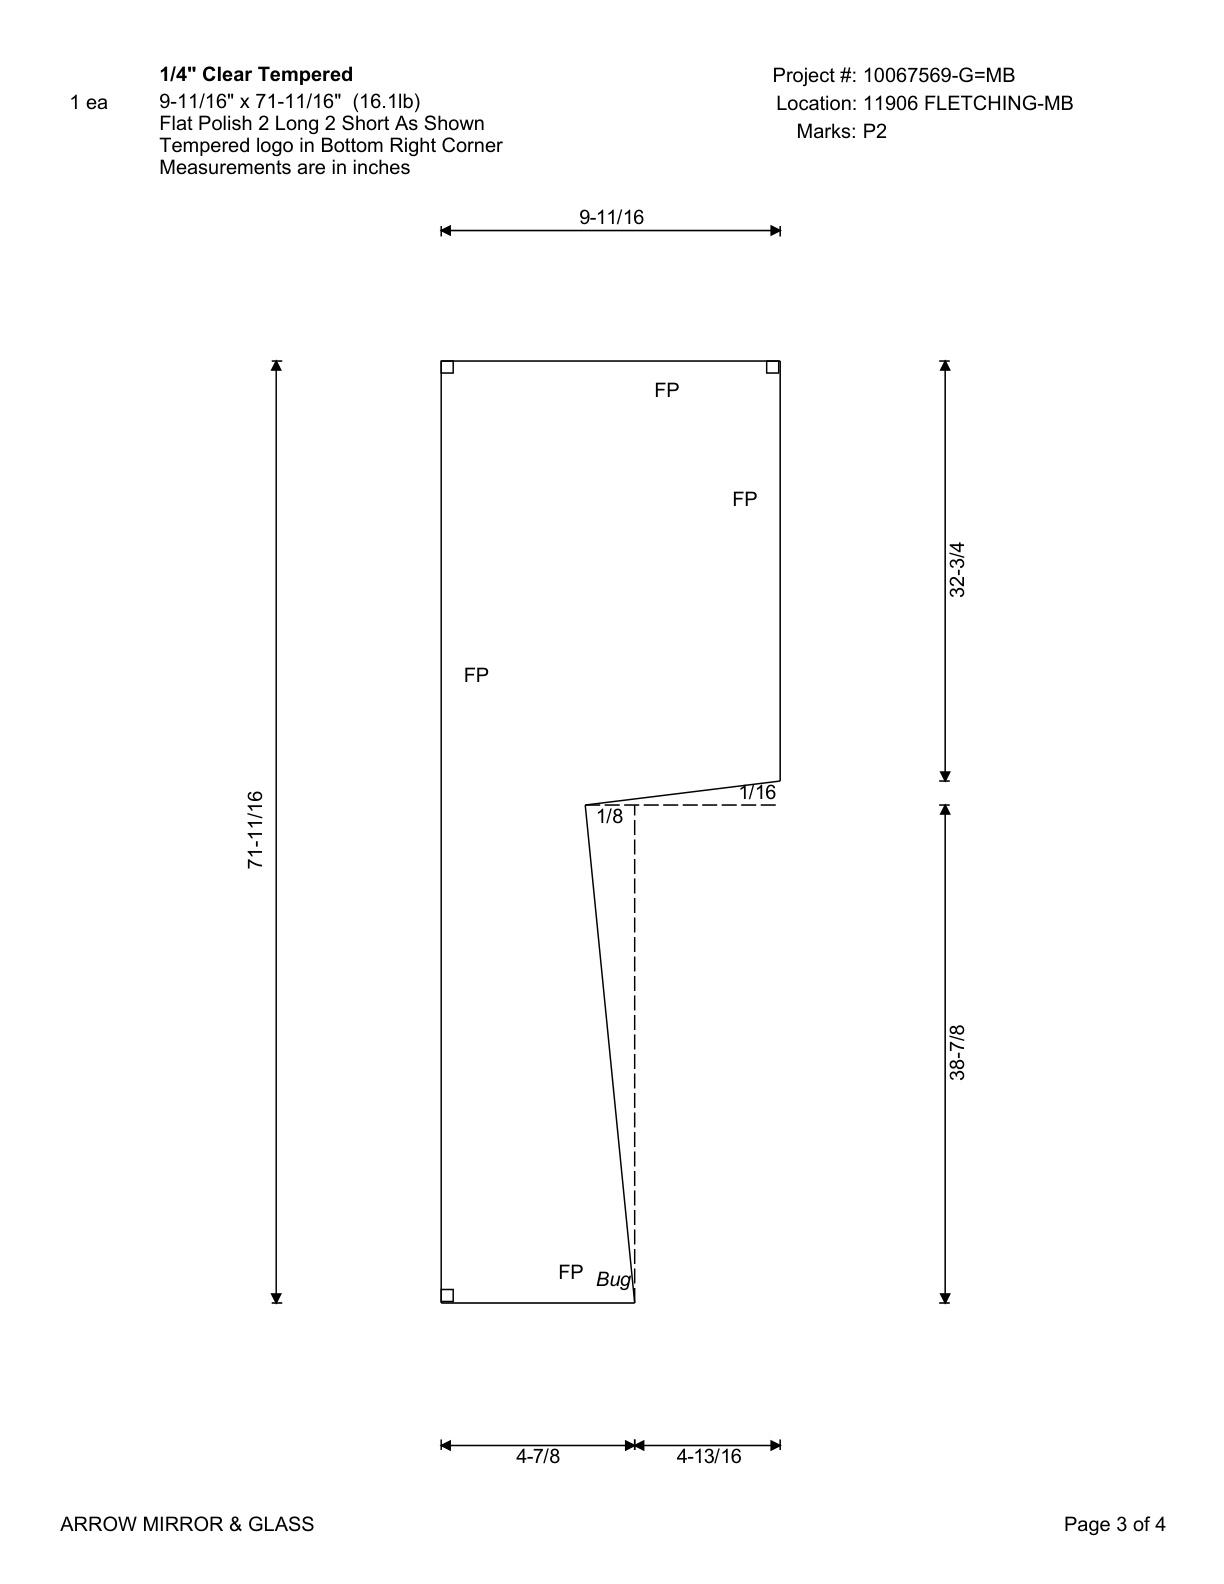 1/4" Clear Tempered
Project #: 10067569-G=MB
1 ea
9-11/16" x 71-11/16" (16.1lb)
Location: 11906 FLETCHING-MB
Flat Polish 2 Long 2 Short As Shown
Marks: P2
Tempered logo in Bottom Right Corner
Measurements are in inches
9-11/16
FP
FP
32-3/4
FP
1/16
1/8
71-11/16
38-7/8
FP
Bug
4-7/8
4-13/16
ARROW MIRROR & GLASS
Page 3 of 4